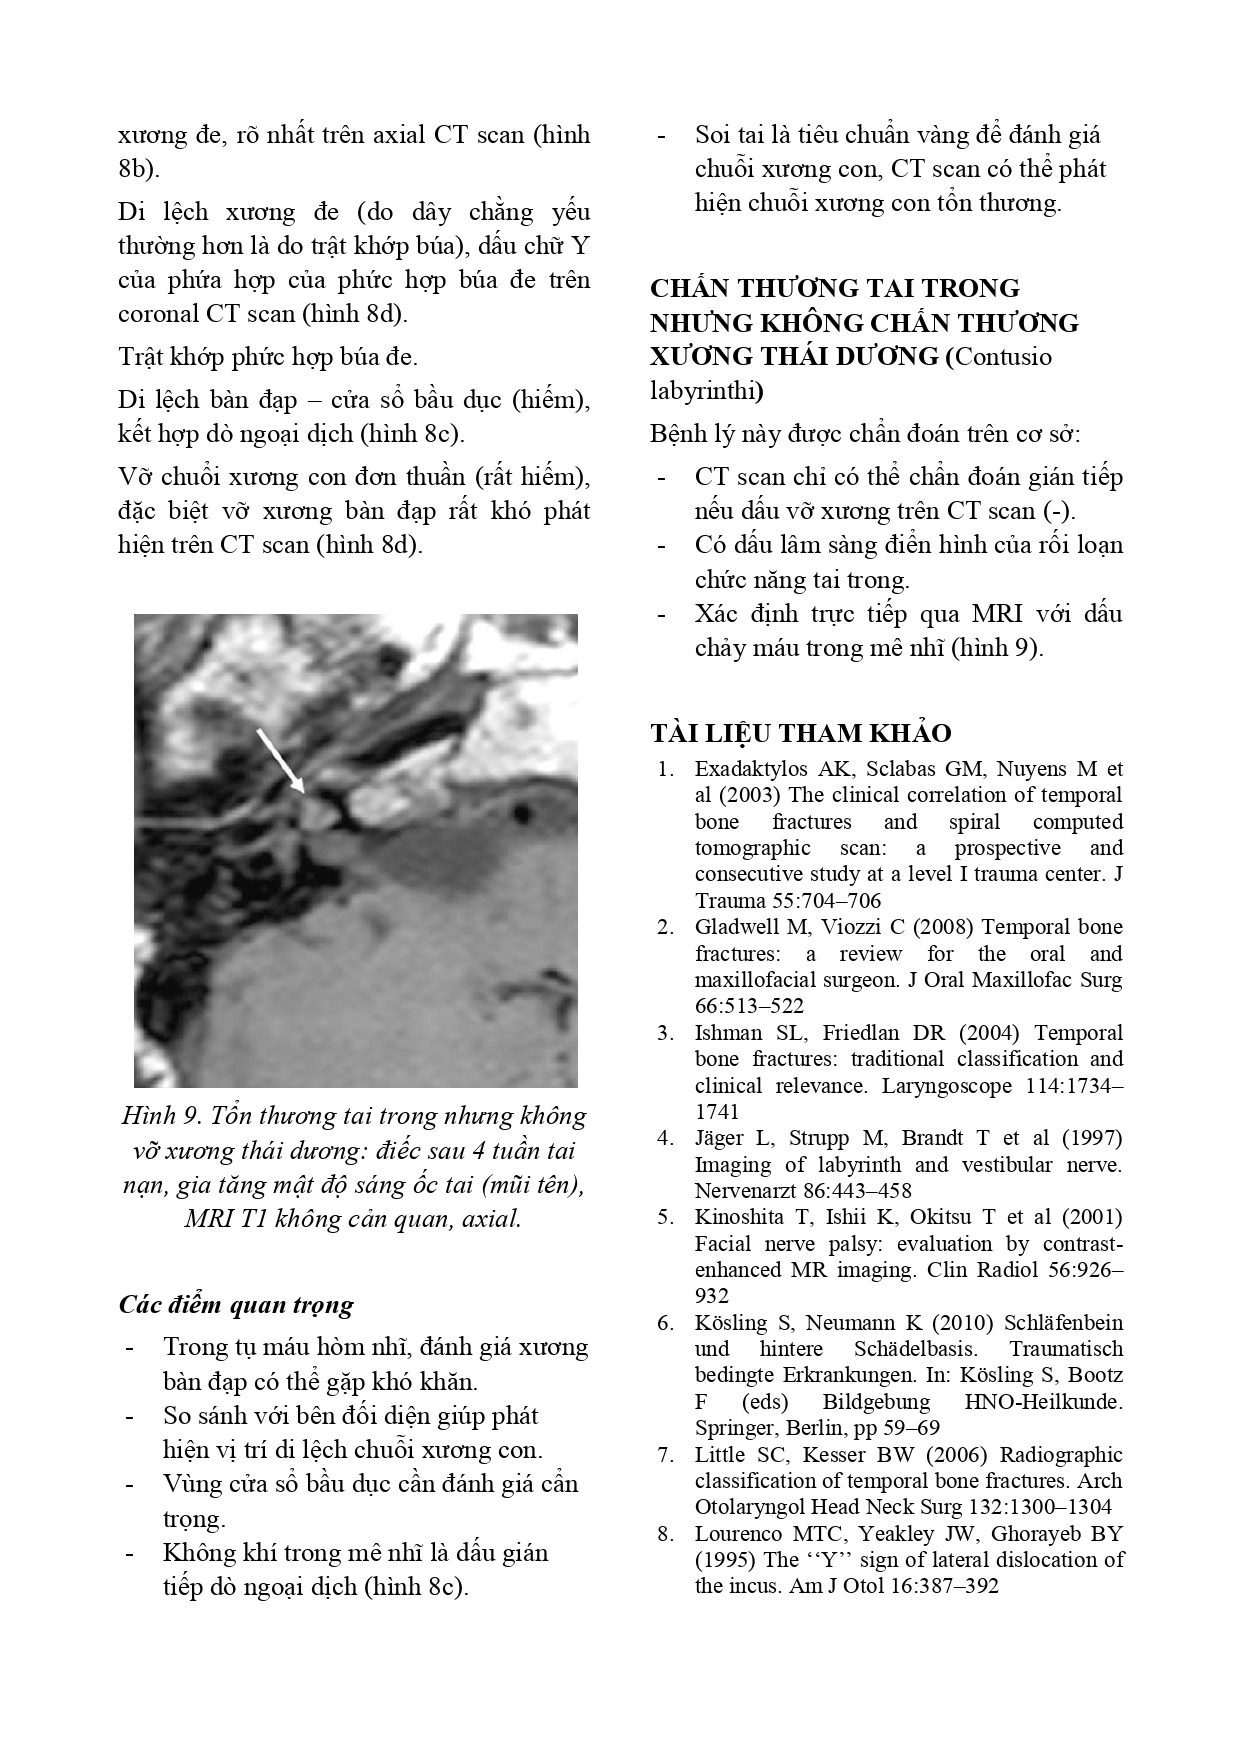 xương đe, rõ nhất trên axial CT scan (hình
8b).
Di lệch xương đe (do dây chằng yếu
thường hơn là do trật khớp búa), dấu chữ Y
của phứa hợp của phức hợp búa đe trên
coronal CT scan (hình 8d).
Trật khớp phức hợp búa đe.
Di lệch bàn đạp – cửa sổ bầu dục (hiếm),
kết hợp dò ngoại dịch (hình 8c).
Vỡ chuổi xương con đơn thuần (rất hiếm),
đặc biệt vỡ xương bàn đạp rất khó phát
hiện trên CT scan (hình 8d).
Hình 9. Tổn thương tai trong nhưng không
vỡ xương thái dương: điếc sau 4 tuần tai
nạn, gia tăng mật độ sáng ốc tai (mũi tên),
MRI T1 không cản quan, axial.
Các điểm quan trọng
- Trong tụ máu hòm nhĩ, đánh giá xương
bàn đạp có thể gặp khó khăn.
- So sánh với bên đối diện giúp phát
hiện vị trí di lệch chuỗi xương con.
- Vùng cửa sổ bầu dục cần đánh giá cẩn
trọng.
- Không khí trong mê nhĩ là dấu gián
tiếp dò ngoại dịch (hình 8c).
- Soi tai là tiêu chuẩn vàng để đánh giá
chuỗi xương con, CT scan có thể phát
hiện chuỗi xương con tổn thương.
CHẤN THƯƠNG TAI TRONG
NHƯNG KHÔNG CHẤN THƯƠNG
XƯƠNG THÁI DƯƠNG (Contusio
labyrinthi)
Bệnh lý này được chẩn đoán trên cơ sở:
- CT scan chỉ có thể chẩn đoán gián tiếp
nếu dấu vỡ xương trên CT scan (-).
- Có dấu lâm sàng điển hình của rối loạn
chức năng tai trong.
- Xác định trực tiếp qua MRI với dấu
chảy máu trong mê nhĩ (hình 9).
TÀI LIỆU THAM KHẢO
1. Exadaktylos AK, Sclabas GM, Nuyens M et
al (2003) The clinical correlation of temporal
bone fractures and spiral computed
tomographic scan: a prospective and
consecutive study at a level I trauma center. J
Trauma 55:704–706
2. Gladwell M, Viozzi C (2008) Temporal bone
fractures: a review for the oral and
maxillofacial surgeon. J Oral Maxillofac Surg
66:513–522
3. Ishman SL, Friedlan DR (2004) Temporal
bone fractures: traditional classification and
clinical relevance. Laryngoscope 114:1734–
1741
4. Jäger L, Strupp M, Brandt T et al (1997)
Imaging of labyrinth and vestibular nerve.
Nervenarzt 86:443–458
5. Kinoshita T, Ishii K, Okitsu T et al (2001)
Facial nerve palsy: evaluation by contrast-
enhanced MR imaging. Clin Radiol 56:926–
932
6. Kösling S, Neumann K (2010) Schläfenbein
und hintere Schädelbasis. Traumatisch
bedingte Erkrankungen. In: Kösling S, Bootz
F (eds) Bildgebung HNO-Heilkunde.
Springer, Berlin, pp 59–69
7. Little SC, Kesser BW (2006) Radiographic
classification of temporal bone fractures. Arch
Otolaryngol Head Neck Surg 132:1300–1304
8. Lourenco MTC, Yeakley JW, Ghorayeb BY
(1995) The ‘‘Y’’ sign of lateral dislocation of
the incus. Am J Otol 16:387–392